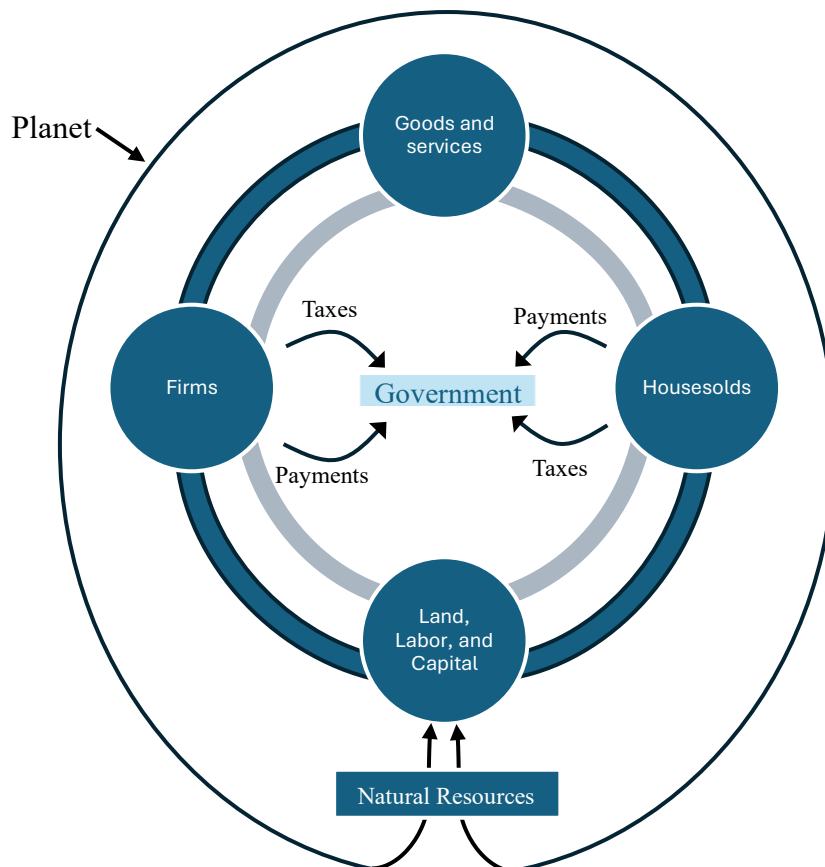 Goods and
services
Planet
Taxes
Payments
Firms
Government
Housesolds
Payments
Taxes
Land,
Labor, and
Capital
Natural Resources